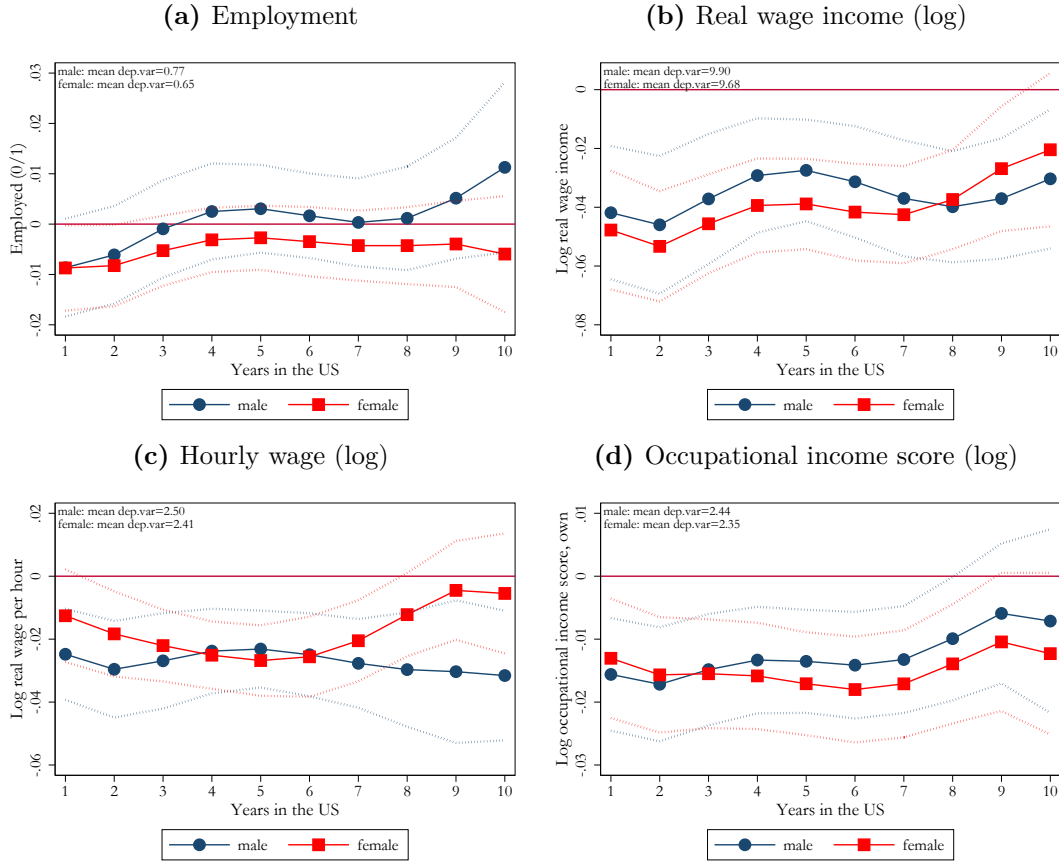 (a) Employment
male: mean dep.var=0.77
female: mean dep.var=0.65
Employed (0/1)
.03
.02
.01
0
-.01
-.02
1 2 3 4 5 6 7 8 9 10
Years in the US
male female
(b) Real wage income (log)
male: mean dep.var=9.90
female: mean dep.var=9.68
Log real wage income
0
-.02
-.04
-.06
-.08
1 2 3 4 5 6 7 8 9 10
Years in the US
male female
(c) Hourly wage (log)
male: mean dep.var=2.50
female: mean dep.var=2.41
Log real wage per hour
.02
0
-.02
-.04
-.06
1 2 3 4 5 6 7 8 9 10
Years in the US
male female
(d) Occupational income score (log)
male: mean dep.var=2.44
female: mean dep.var=2.35
Log occupational income score, own
.01
0
-.01
-.02
-.03
1 2 3 4 5 6 7 8 9 10
Years in the US
male female